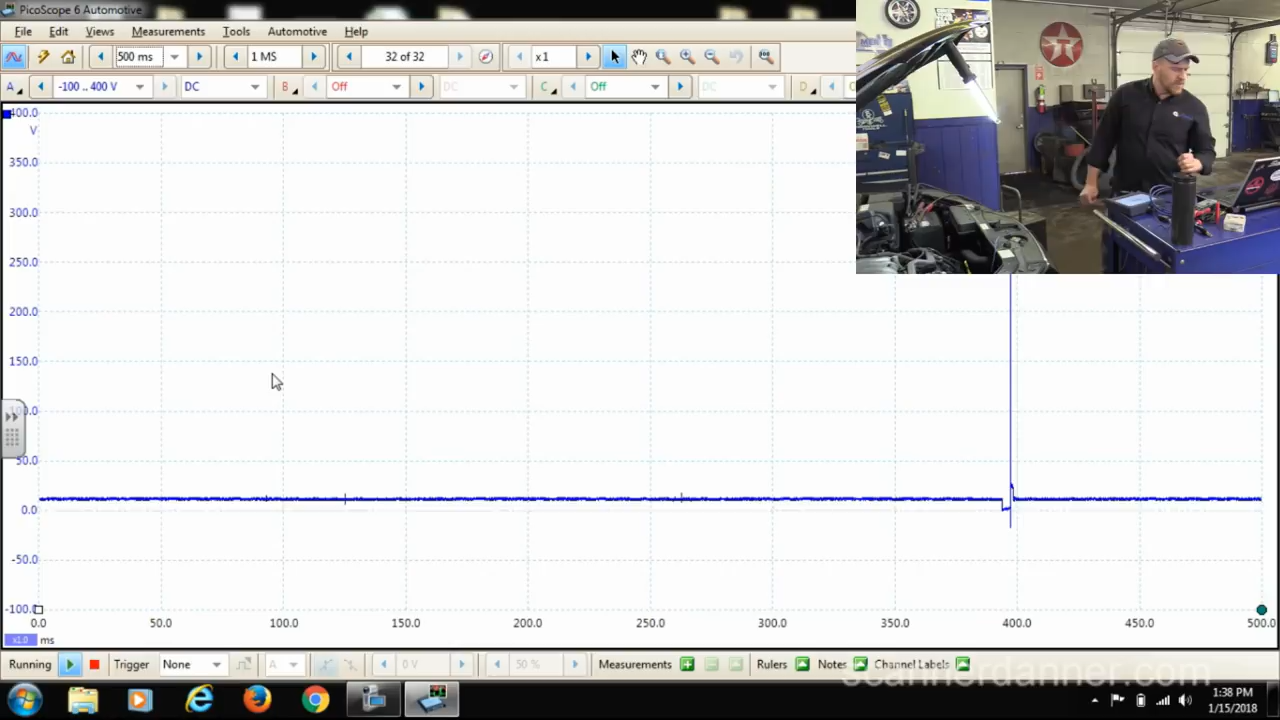 PicoScope 6 Automotive
File Edit Views Measurements Tools Automotive Help
500 ms 1 MS 32 of 32 x1
A -100 .. 400 V DC B Off DC C Off DC D
400.0
V
350.0
300.0
250.0
200.0
150.0
50.0
0.0
-50.0
-100.0
0.0 50.0 100.0 150.0 200.0 250.0 300.0 350.0 400.0 450.0 500.0
x1.0 ms
Running Trigger None A 0 V 50 % Measurements Rulers Notes Channel Labels
scannerdanner.com
1:38 PM
1/15/2018